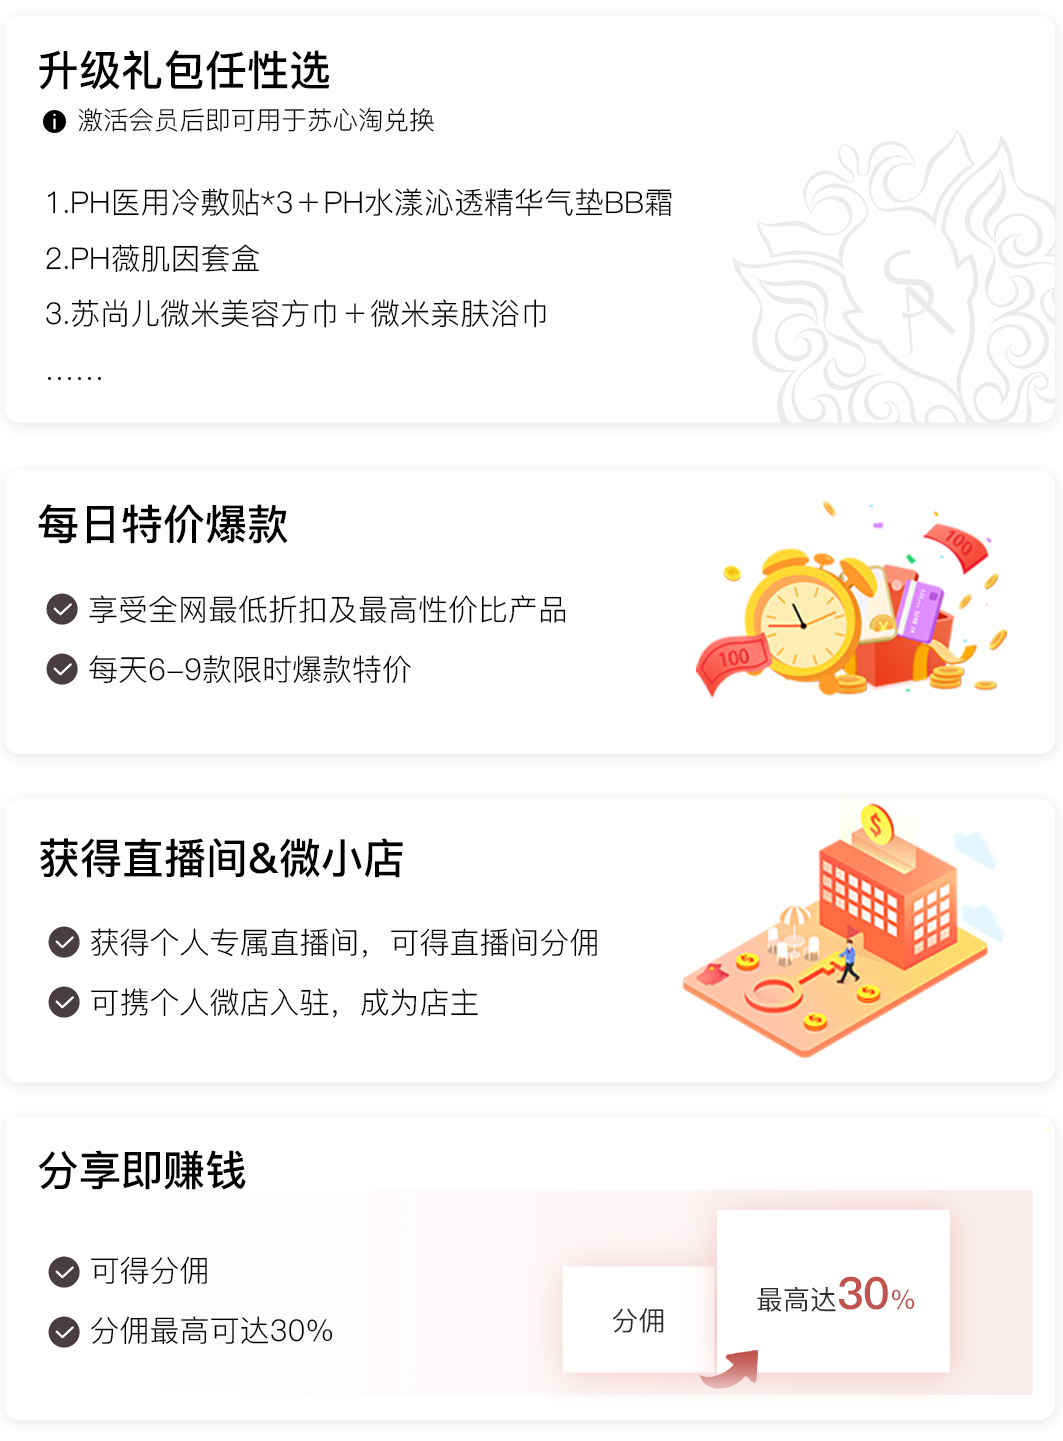 升级礼包任性选
激活会员后即可用于苏心淘兑换
1.PH医用冷敷贴*3＋PH水漾沁透精华气垫BB霜
2.PH薇肌因套盒
3.苏尚儿微米美容方巾＋微米亲肤浴巾
……
每日特价爆款
享受全网最低折扣及最高性价比产品
每天6-9款限时爆款特价
100
100
获得直播间&微小店
获得个人专属直播间，可得直播间分佣
可携个人微店入驻，成为店主
分享即赚钱
可得分佣
分佣最高可达30%
分佣
最高达30%